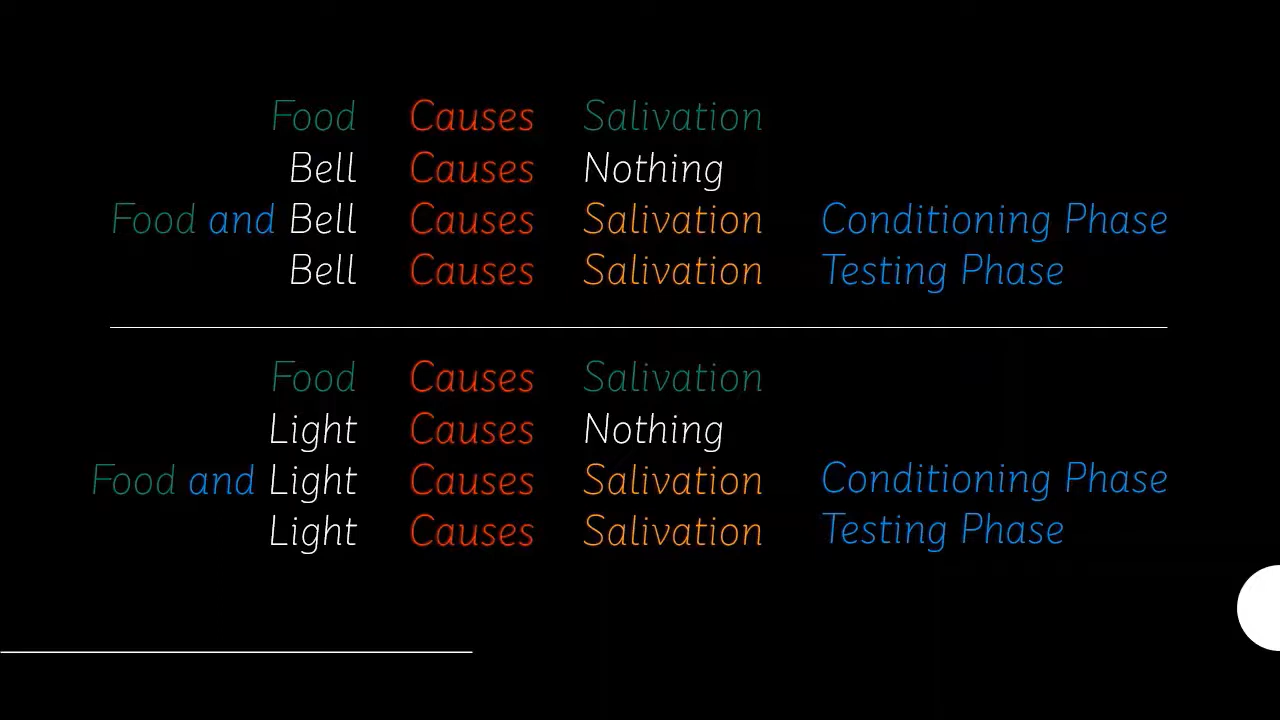 Food Causes Salivation
Bell Causes Nothing
Food and Bell Causes Salivation Conditioning Phase
Bell Causes Salivation Testing Phase
Food Causes Salivation
Light Causes Nothing
Food and Light Causes Salivation Conditioning Phase
Light Causes Salivation Testing Phase